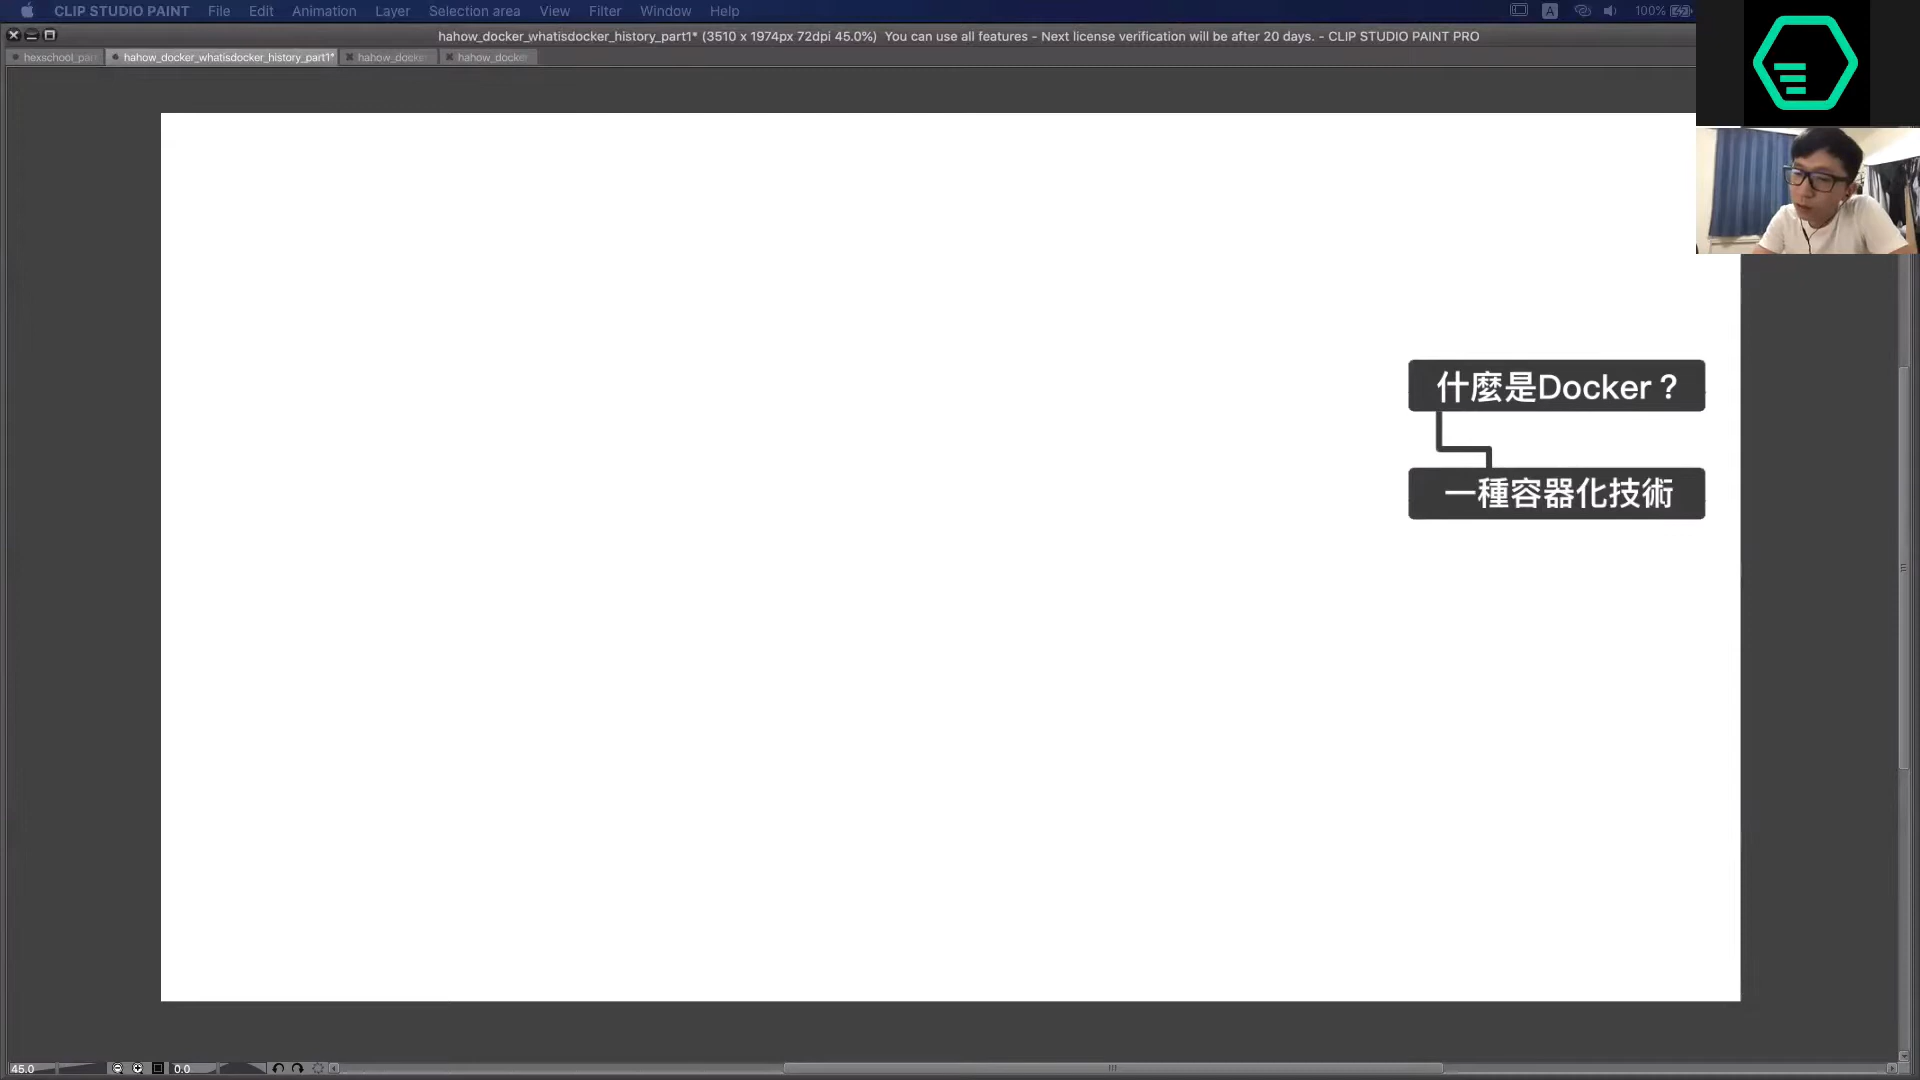 CLIP STUDIO PAINT File Edit Animation Layer Selection area View Filter Window Help A 100%
hahow_docker_whatisdocker_history_part1* (3510 x 1974px 72dpi 45.0%) You can use all features - Next license verification will be after 20 days. - CLIP STUDIO PAINT PRO
hexschool_par hahow_docker_whatisdocker_history_part1* hahow_docke hahow_docke
什麼是Docker？
一種容器化技術
45.0 0.0